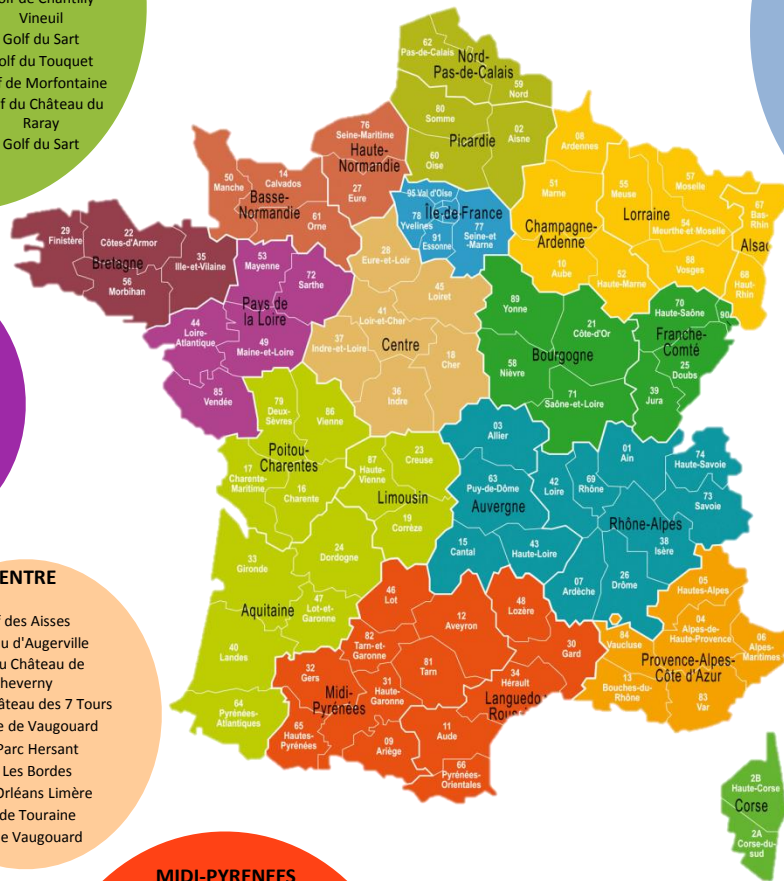 Golf de Chantilly
Vineuil
Golf du Sart
olf du Touquet
f de Morfontaine
f du Château du
Raray
Golf du Sart
62
Pas-de-Calais
Nord-
Pas-de-Calais
59
Nord
80
Somme
02
Aisne
Picardie
60
Oise
76
Seine-Maritime
Haute-
Normandie
27
Eure
50
Manche
14
Calvados
Basse-
Normandie
61
Orne
95 Val d'Oise
Île-de-France
78
Yvelines
91
Essonne
77
Seine-et
-Marne
08
Ardennes
51
Marne
Champagne-
Ardenne
10
Aube
52
Haute-Marne
55
Meuse
57
Moselle
Lorraine
54
Meurthe-et-Moselle
88
Vosges
67
Bas-
Rhin
Alsac
68
Haut-
Rhin
29
Finistère
22
Côtes-d'Armor
35
Ille-et-Vilaine
Bretagne
56
Morbihan
53
Mayenne
72
Sarthe
Pays de
la Loire
44
Loire-
Atlantique
49
Maine-et-Loire
85
Vendée
28
Eure-et-Loir
45
Loiret
41
Loir-et-Cher
37
Indre-et-Loire
Centre
18
Cher
36
Indre
89
Yonne
21
Côte-d'Or
Bourgogne
58
Nièvre
71
Saône-et-Loire
70
Haute-Saône
90
Franche-
Comté
25
Doubs
39
Jura
79
Deux-
Sèvres
86
Vienne
Poitou-
Charentes
17
Charente-
Maritime
16
Charente
87
Haute-
Vienne
23
Creuse
Limousin
19
Corrèze
03
Allier
63
Puy-de-Dôme
Auvergne
15
Cantal
43
Haute-Loire
42
Loire
69
Rhône
01
Ain
74
Haute-Savoie
73
Savoie
Rhône-Alpes
38
Isère
07
Ardèche
26
Drôme
33
Gironde
24
Dordogne
47
Lot-et-
Garonne
Aquitaine
40
Landes
64
Pyrénées-
Atlantiques
46
Lot
12
Aveyron
82
Tarn-et-
Garonne
81
Tarn
32
Gers
31
Haute-
Garonne
Midi-
Pyrénées
65
Hautes-
Pyrénées
09
Ariège
48
Lozère
30
Gard
34
Hérault
Languedo
Rous
11
Aude
66
Pyrénées-
Orientales
05
Hautes-Alpes
04
Alpes-de-
Haute-Provence
06
Alpes-
Maritimes
84
Vaucluse
Provence-Alpes-
Côte d'Azur
13
Bouches-du-
Rhône
83
Var
2B
Haute-Corse
Corse
2A
Corse-du-
sud
ENTRE
f des Aisses
u d'Augerville
u Château de
heverny
âteau des 7 Tours
e de Vaugouard
Parc Hersant
Les Bordes
Orléans Limère
de Touraine
e Vaugouard
MIDI-PYRENEES